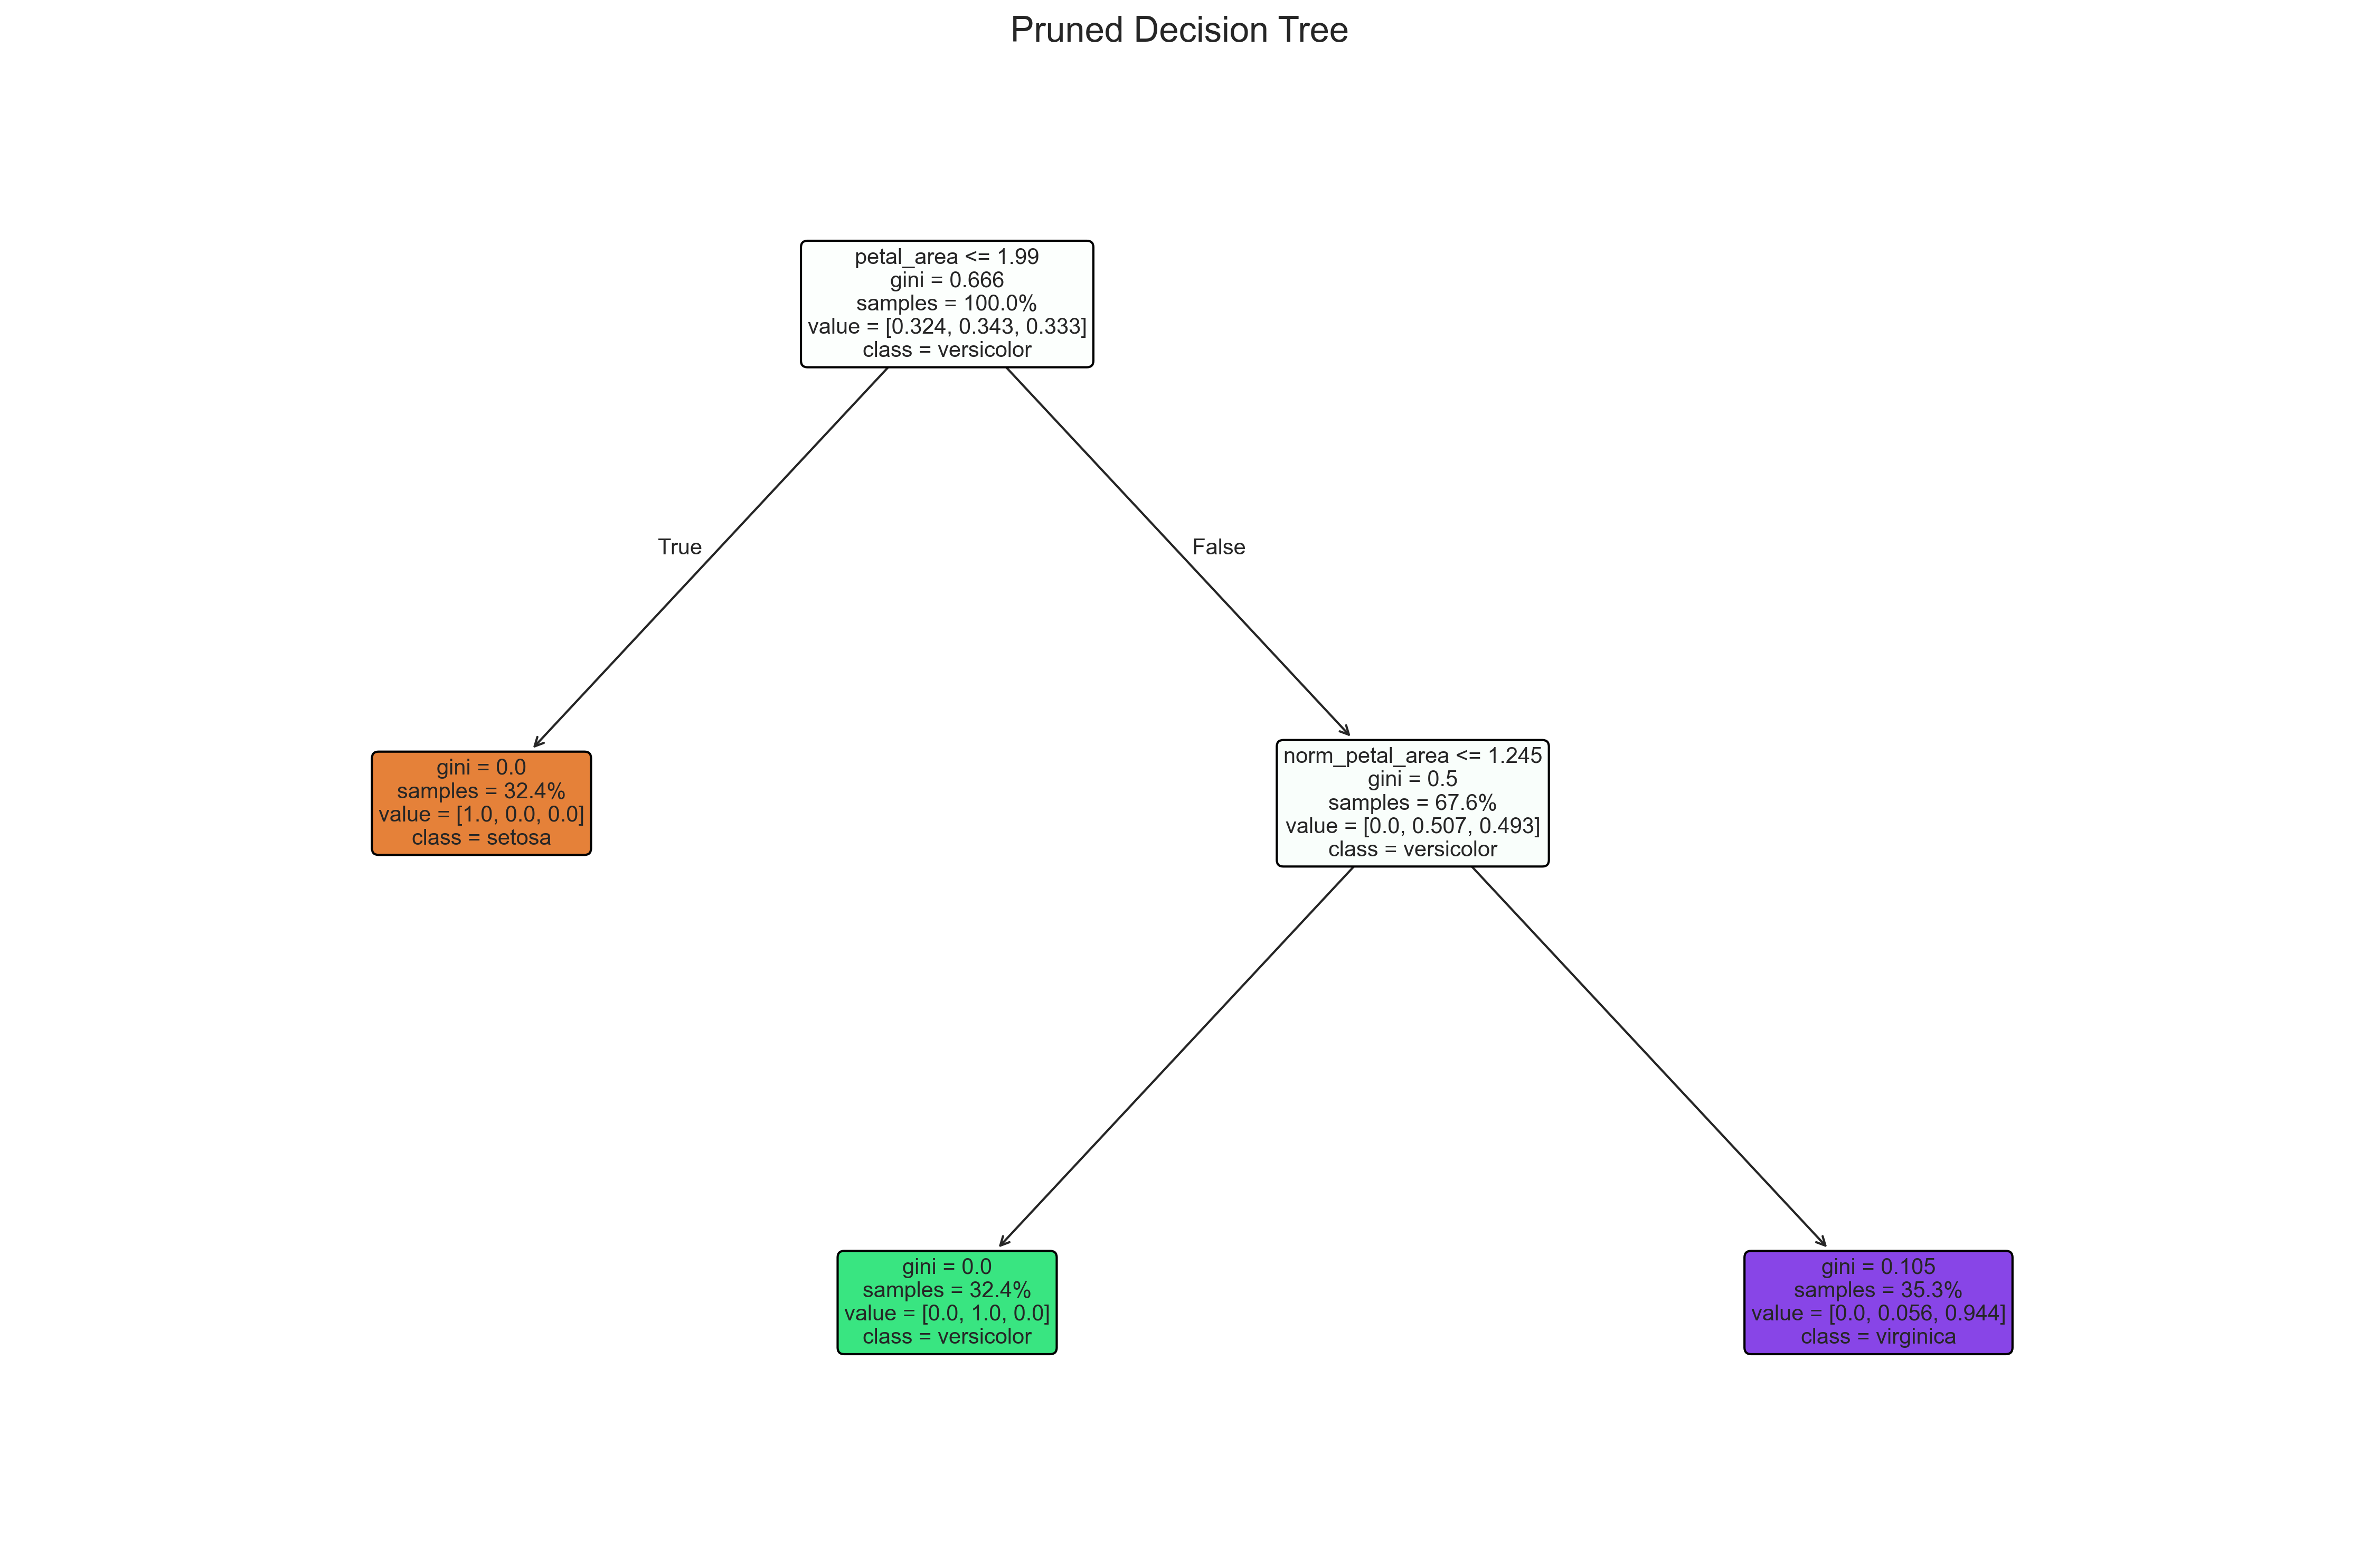 Pruned Decision Tree
petal_area <= 1.99
gini = 0.666
samples = 100.0%
value = [0.324, 0.343, 0.333]
class = versicolor
True
False
gini = 0.0
samples = 32.4%
value = [1.0, 0.0, 0.0]
class = setosa
norm_petal_area <= 1.245
gini = 0.5
samples = 67.6%
value = [0.0, 0.507, 0.493]
class = versicolor
gini = 0.0
samples = 32.4%
value = [0.0, 1.0, 0.0]
class = versicolor
gini = 0.105
samples = 35.3%
value = [0.0, 0.056, 0.944]
class = virginica